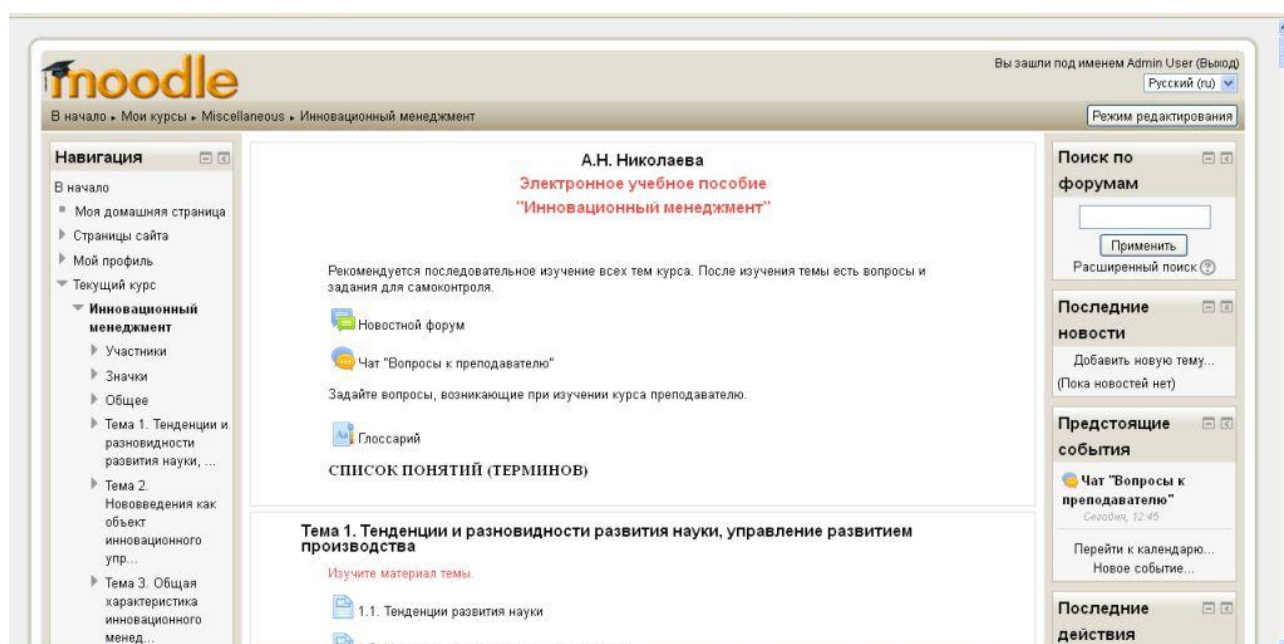 moodle
Вы зашли под именем Admin User (Выход)
Русский (ru)
В начало ▸ Мои курсы ▸ Miscellaneous ▸ Инновационный менеджмент
Режим редактирования
Навигация
В начало
Моя домашняя страница
Страницы сайта
Мой профиль
Текущий курс
Инновационный
менеджмент
Участники
Значки
Общее
Тема 1. Тенденции и
разновидности
развития науки, ...
Тема 2.
Нововведения как
объект
инновационного
упр...
Тема 3. Общая
характеристика
инновационного
менед...
А.Н. Николаева
Электронное учебное пособие
"Инновационный менеджмент"
Рекомендуется последовательное изучение всех тем курса. После изучения темы есть вопросы и
задания для самоконтроля.
Новостной форум
Чат "Вопросы к преподавателю"
Задайте вопросы, возникающие при изучении курса преподавателю.
Глоссарий
СПИСОК ПОНЯТИЙ (ТЕРМИНОВ)
Тема 1. Тенденции и разновидности развития науки, управление развитием
производства
Изучите материал темы.
1.1. Тенденции развития науки
Поиск по
форумам
Применить
Расширенный поиск
Последние
новости
Добавить новую тему...
(Пока новостей нет)
Предстоящие
события
Чат "Вопросы к
преподавателю"
Сегодня, 12:45
Перейти к календарю...
Новое событие...
Последние
действия